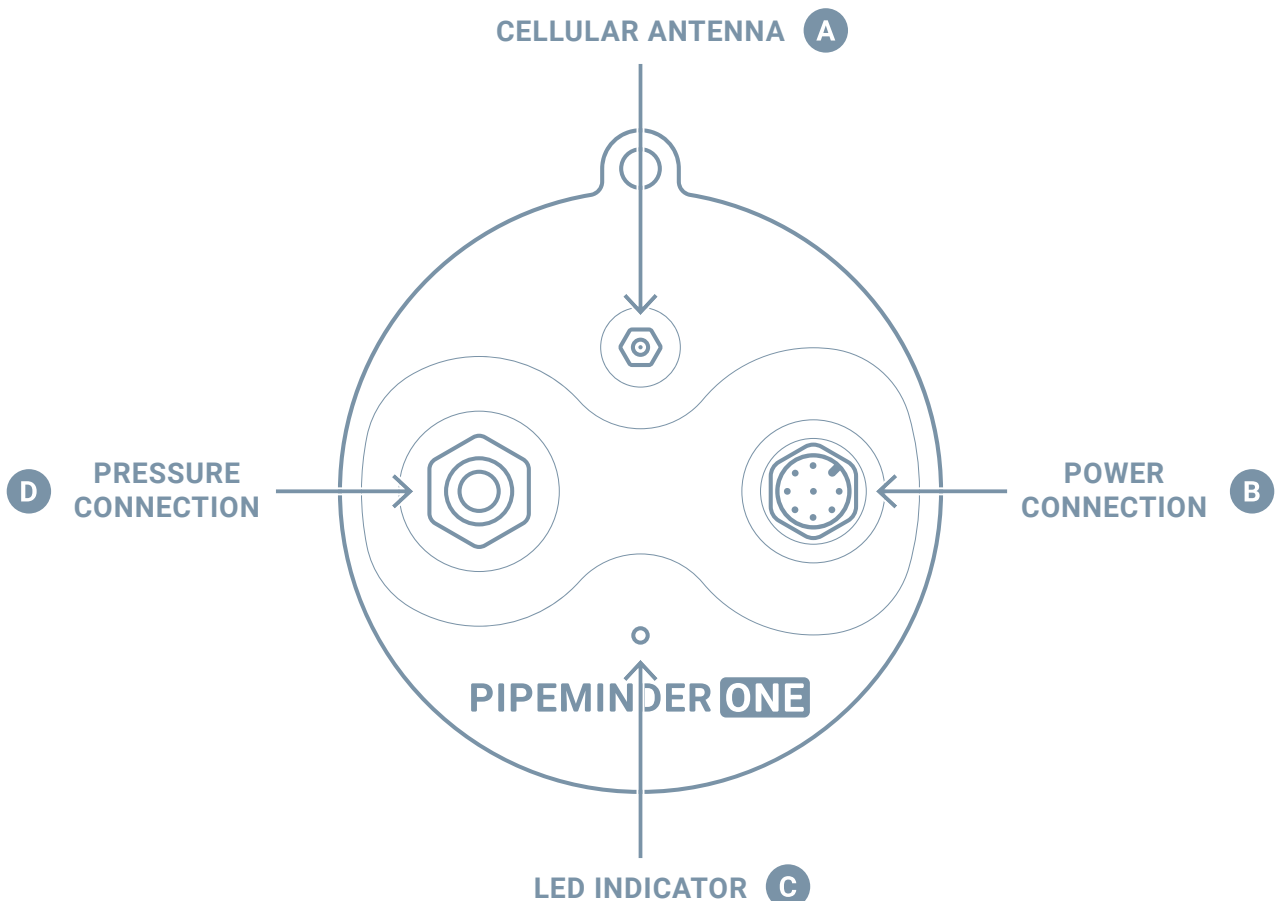 CELLULAR ANTENNA A
D PRESSURE
CONNECTION
POWER
CONNECTION B
PIPEMINDER ONE
LED INDICATOR C